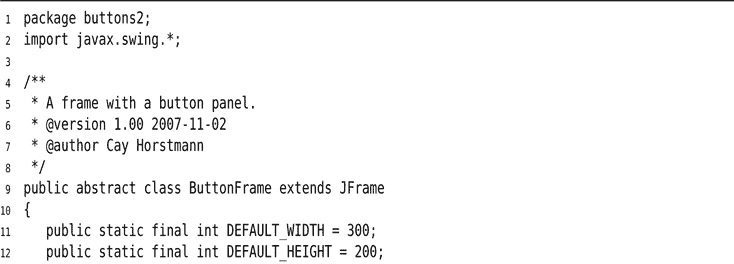 1 package buttons2;
2 import javax.swing.*;
3
4 /**
5  * A frame with a button panel.
6  * @version 1.00 2007-11-02
7  * @author Cay Horstmann
8  */
9 public abstract class ButtonFrame extends JFrame
10 {
11    public static final int DEFAULT_WIDTH = 300;
12    public static final int DEFAULT_HEIGHT = 200;